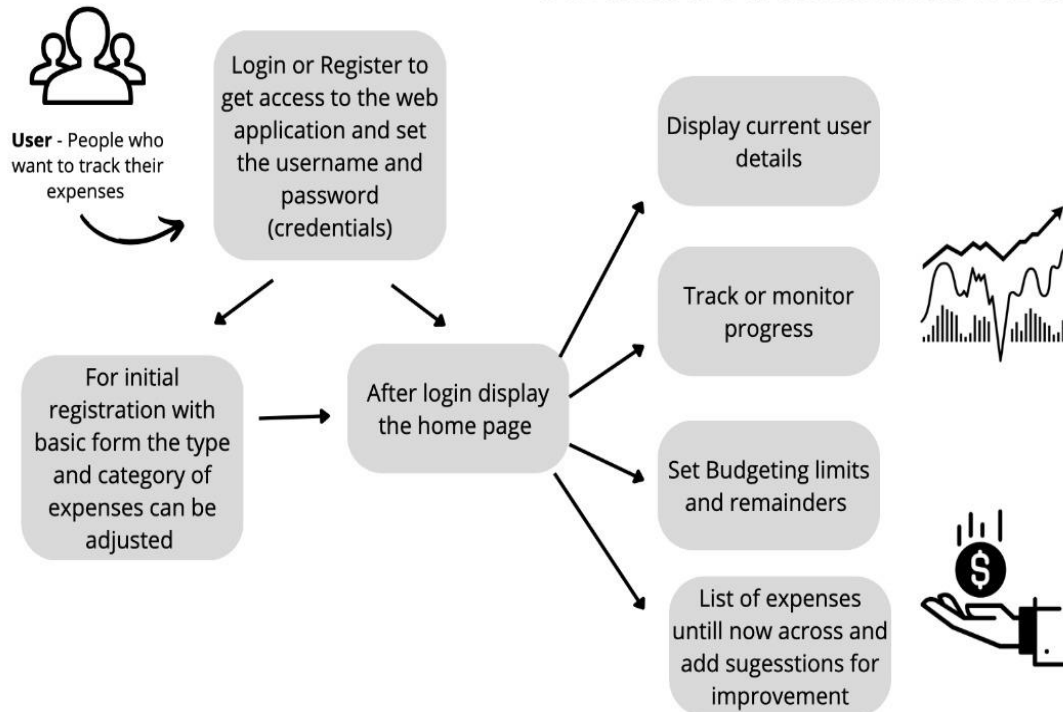 User - People who
want to track their
expenses
Login or Register to
get access to the web
application and set
the username and
password
(credentials)
For initial
registration with
basic form the type
and category of
expenses can be
adjusted
After login display
the home page
Display current user
details
Track or monitor
progress
Set Budgeting limits
and remainders
List of expenses
untill now across and
add sugesstions for
improvement
$